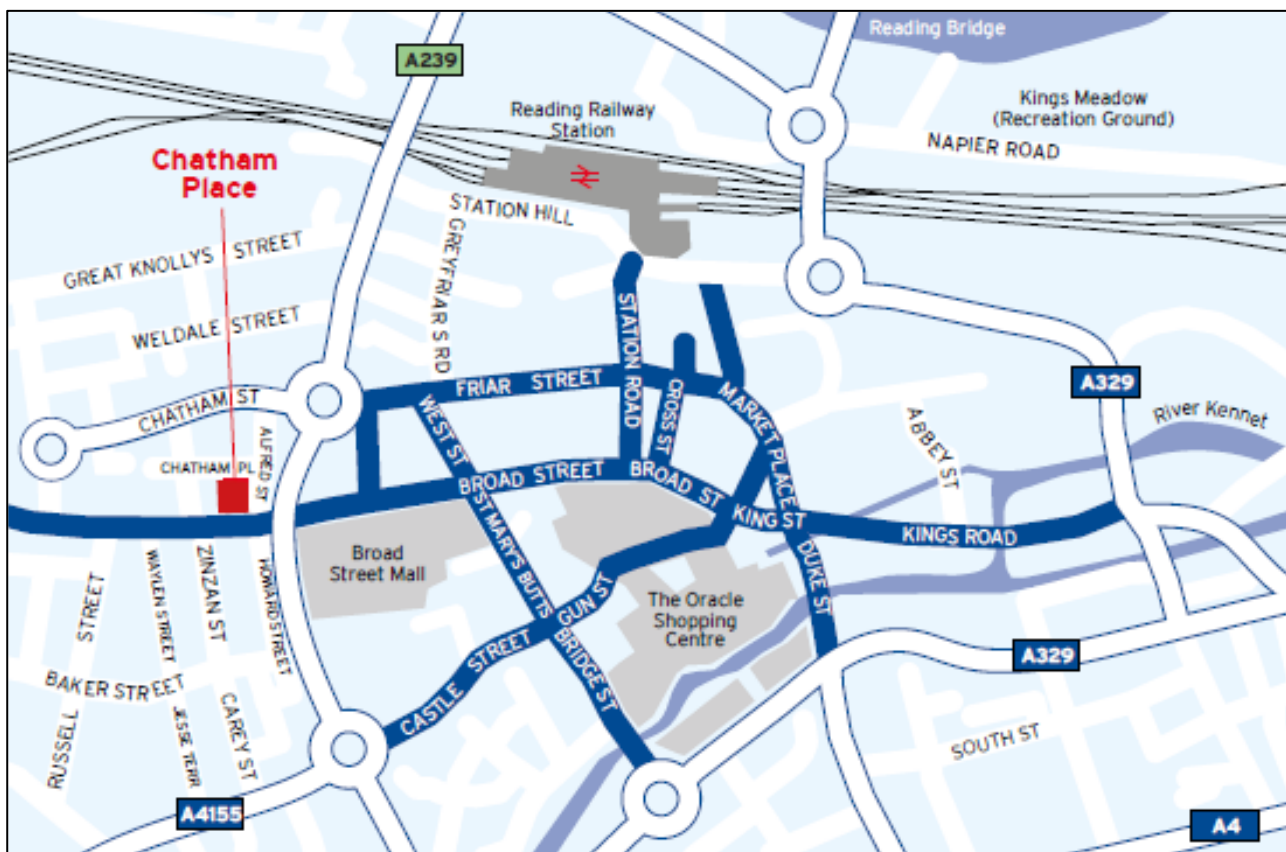 Reading Bridge
A239
Reading Railway
Station
Kings Meadow
(Recreation Ground)
NAPIER ROAD
Chatham
Place
STATION HILL
GREYFRIARS RD
GREAT KNOLLYS STREET
WELDALE STREET
STATION ROAD
FRIAR STREET
CROSS ST
MARKET PLACE
A329
River Kennet
CHATHAM ST
ALFRED ST
WEST ST
ABBEY ST
CHATHAM PL
BROAD STREET
BROAD ST
KING ST
KINGS ROAD
Broad
Street Mall
ST MARY'S BUTTS
DUKE ST
WAYLEN STREET
ZINZAN ST
HOWARD STREET
GUN ST
The Oracle
Shopping
Centre
RUSSELL STREET
BAKER STREET
CASTLE STREET
BRIDGE ST
A329
JESSE TERR
CAREY ST
SOUTH ST
A4155
A4